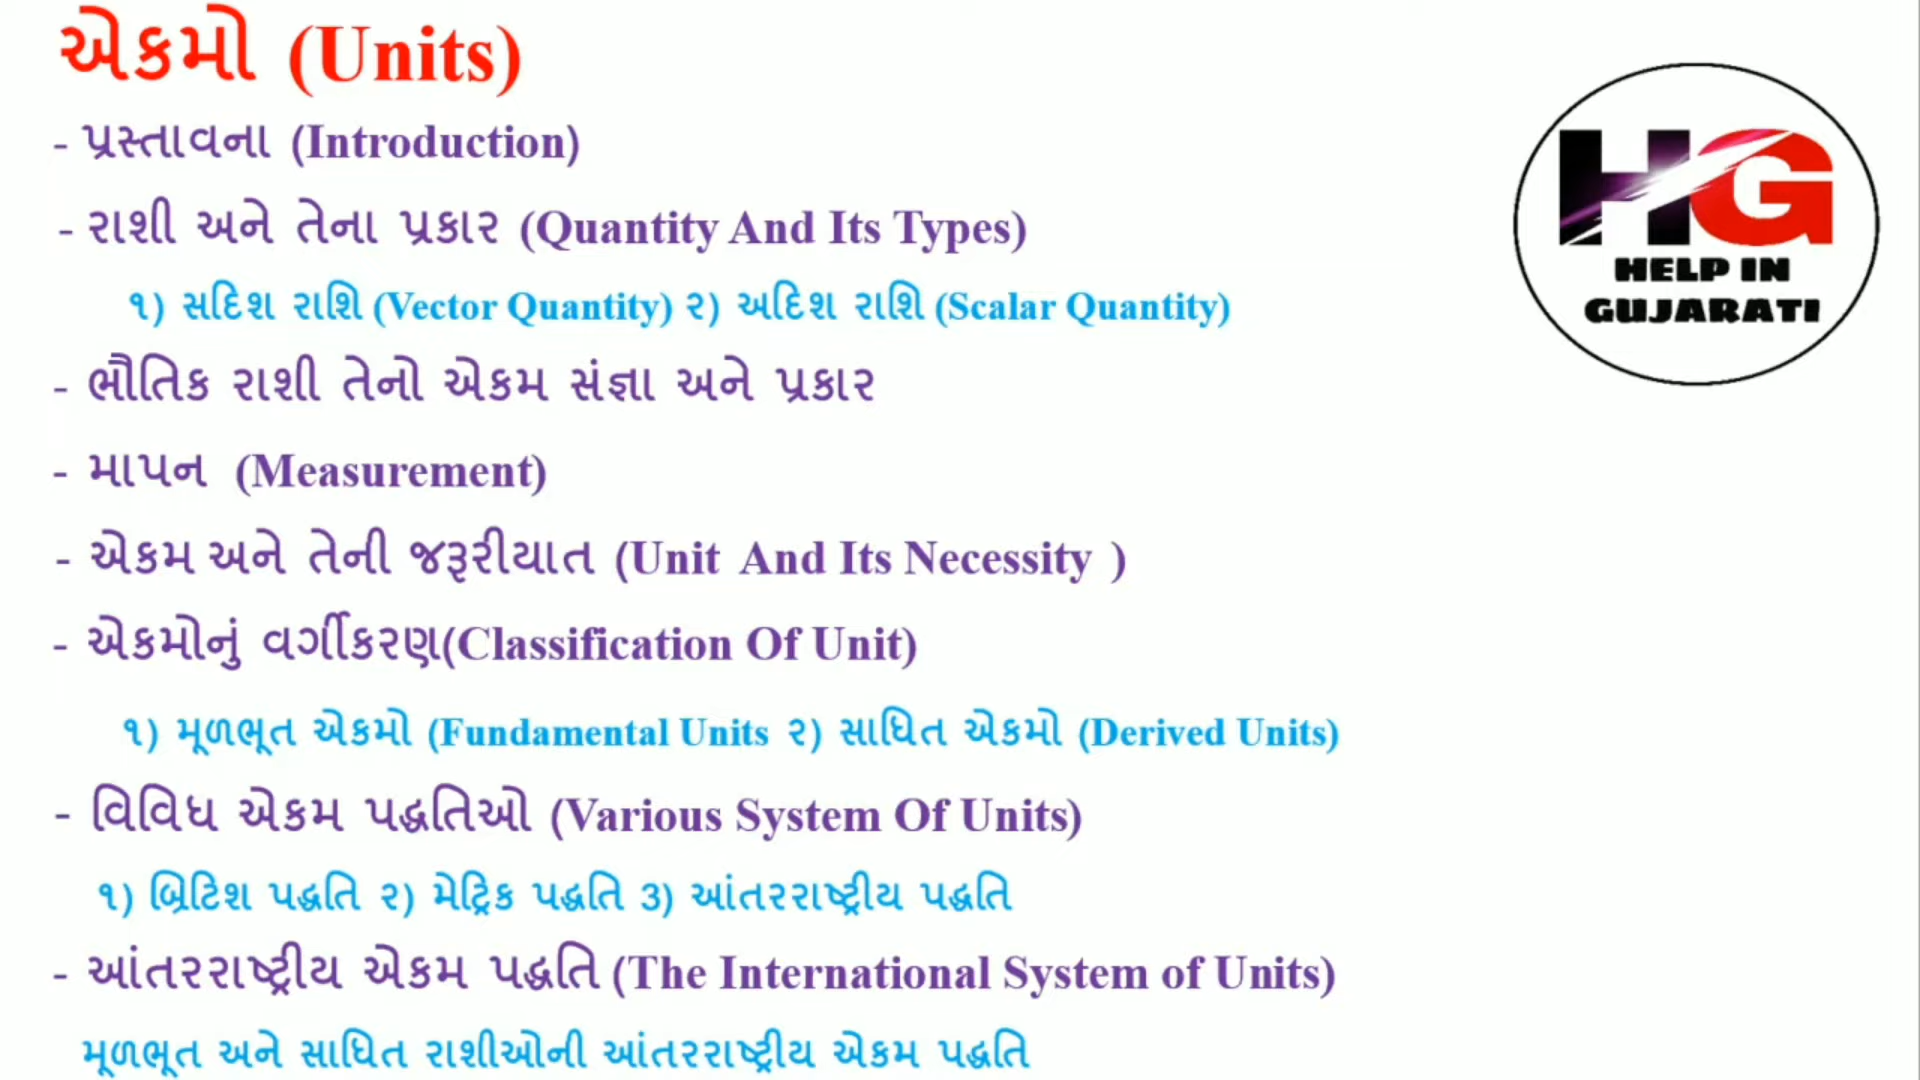 એકમો (Units)
- પ્રસ્તાવના (Introduction)
- રાશી અને તેના પ્રકાર (Quantity And Its Types)
૧) સદિશ રાશિ (Vector Quantity) ૨) અદિશ રાશિ (Scalar Quantity)
- ભૌતિક રાશી તેનો એકમ સંજ્ઞા અને પ્રકાર
- માપન (Measurement)
- એકમ અને તેની જરૂરીયાત (Unit And Its Necessity )
- એકમોનું વર્ગીકરણ(Classification Of Unit)
૧) મૂળભૂત એકમો (Fundamental Units ૨) સાધિત એકમો (Derived Units)
- વિવિધ એકમ પદ્ધતિઓ (Various System Of Units)
૧) બ્રિટિશ પદ્ધતિ ૨) મેટ્રિક પદ્ધતિ 3) આંતરરાષ્ટ્રીય પદ્ધતિ
- આંતરરાષ્ટ્રીય એકમ પદ્ધતિ (The International System of Units)
મૂળભૂત અને સાધિત રાશીઓની આંતરરાષ્ટ્રીય એકમ પદ્ધતિ
HG
HELP IN
GUJARATI